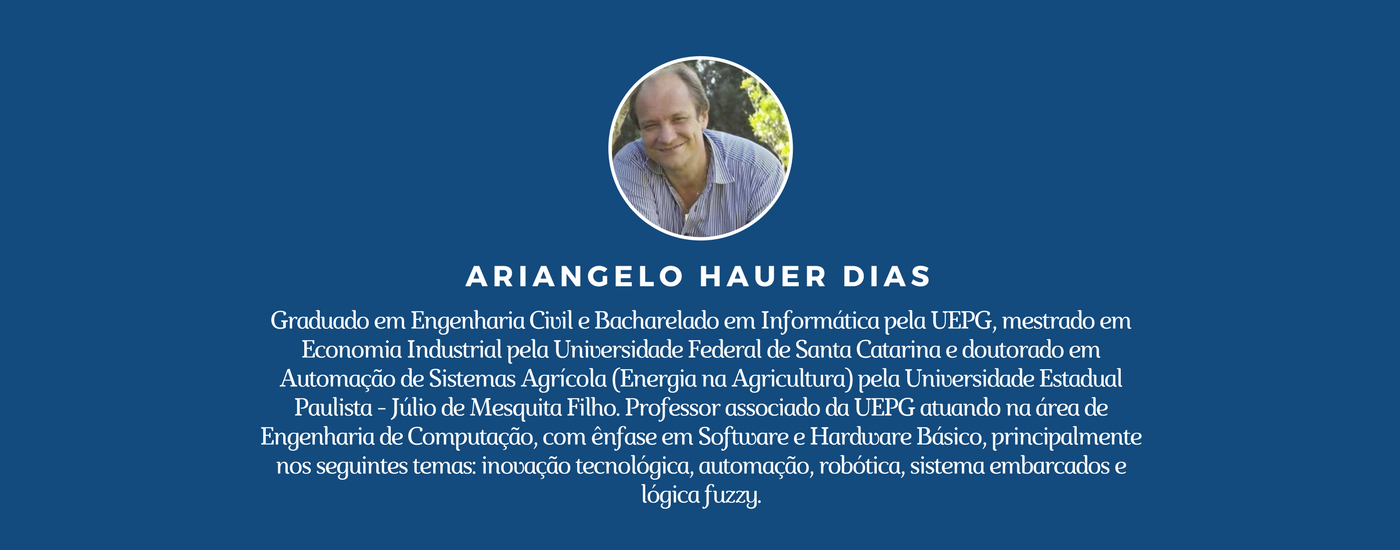 ARIANGELO HAUER DIAS
Graduado em Engenharia Civil e Bacharelado em Informática pela UEPG, mestrado em
Economia Industrial pela Universidade Federal de Santa Catarina e doutorado em
Automação de Sistemas Agrícola (Energia na Agricultura) pela Universidade Estadual
Paulista - Júlio de Mesquita Filho. Professor associado da UEPG atuando na área de
Engenharia de Computação, com ênfase em Software e Hardware Básico, principalmente
nos seguintes temas: inovação tecnológica, automação, robótica, sistema embarcados e
lógica fuzzy.